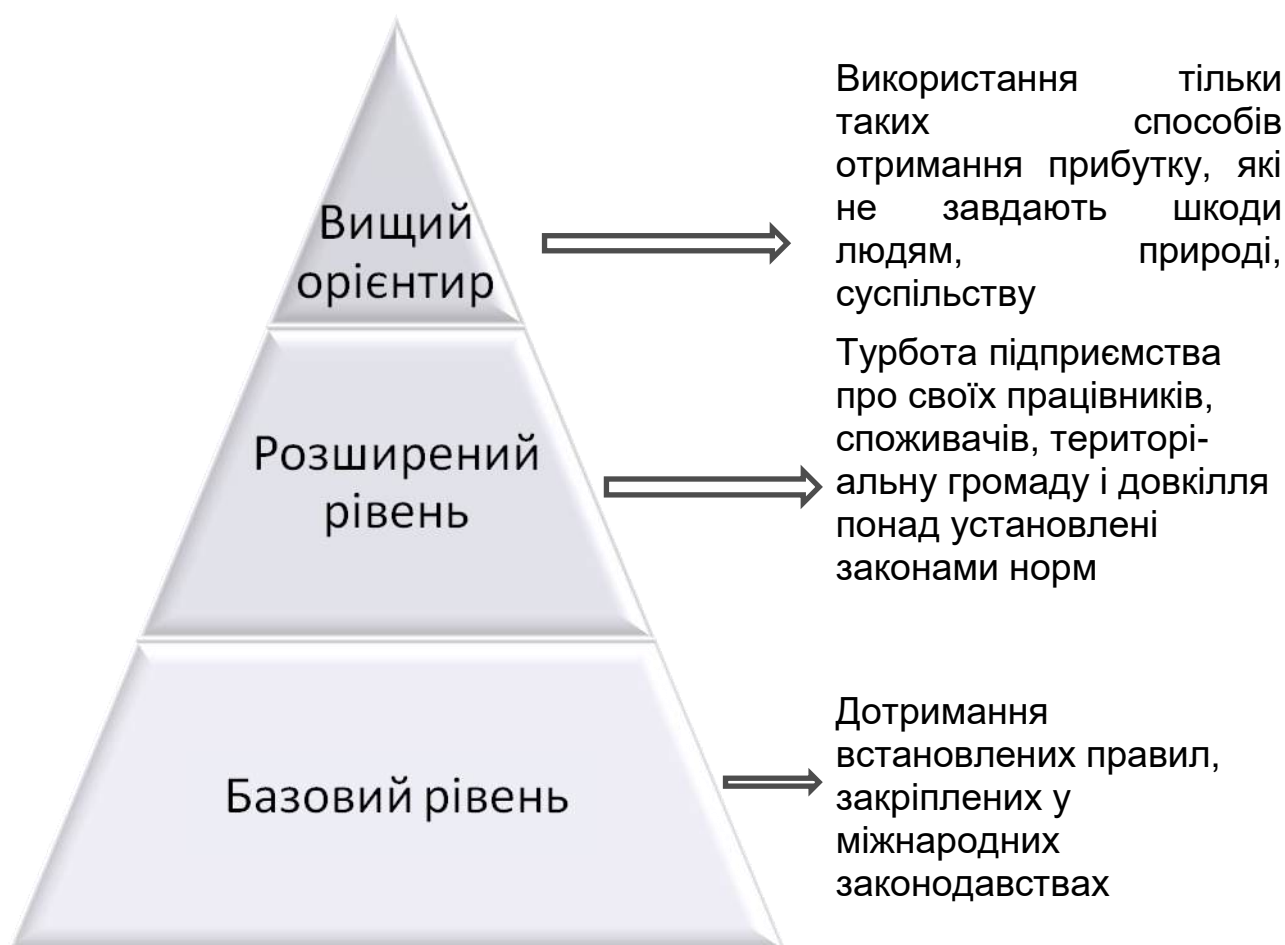 Вищий
орієнтир
Використання тільки
таких способів
отримання прибутку, які
не завдають шкоди
людям, природі,
суспільству
Розширений
рівень
Турбота підприємства
про своїх працівників,
споживачів, територі-
альну громаду і довкілля
понад установлені
законами норм
Базовий рівень
Дотримання
встановлених правил,
закріплених у
міжнародних
законодавствах